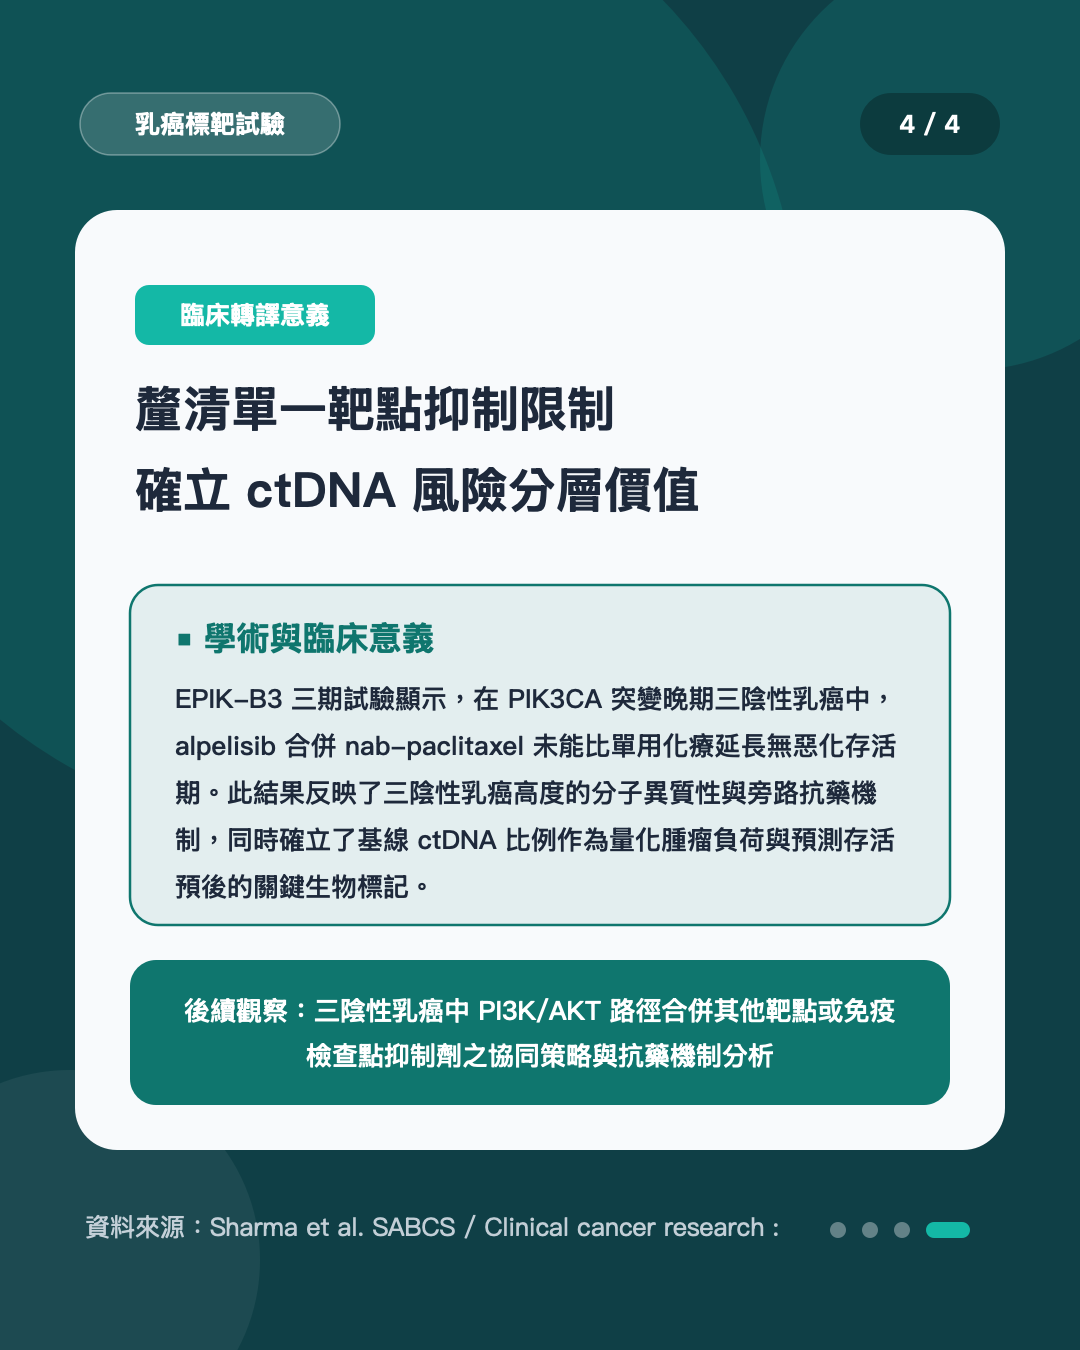 乳癌標靶試驗
4 / 4
臨床轉譯意義
釐清單一靶點抑制限制
確立 ctDNA 風險分層價值
▪ 學術與臨床意義
EPIK-B3 三期試驗顯示，在 PIK3CA 突變晚期三陰性乳癌中，
alpelisib 合併 nab-paclitaxel 未能比單用化療延長無惡化存活
期。此結果反映了三陰性乳癌高度的分子異質性與旁路抗藥機
制，同時確立了基線 ctDNA 比例作為量化腫瘤負荷與預測存活
預後的關鍵生物標記。
後續觀察：三陰性乳癌中 PI3K/AKT 路徑合併其他靶點或免疫
檢查點抑制劑之協同策略與抗藥機制分析
資料來源：Sharma et al. SABCS / Clinical cancer research :